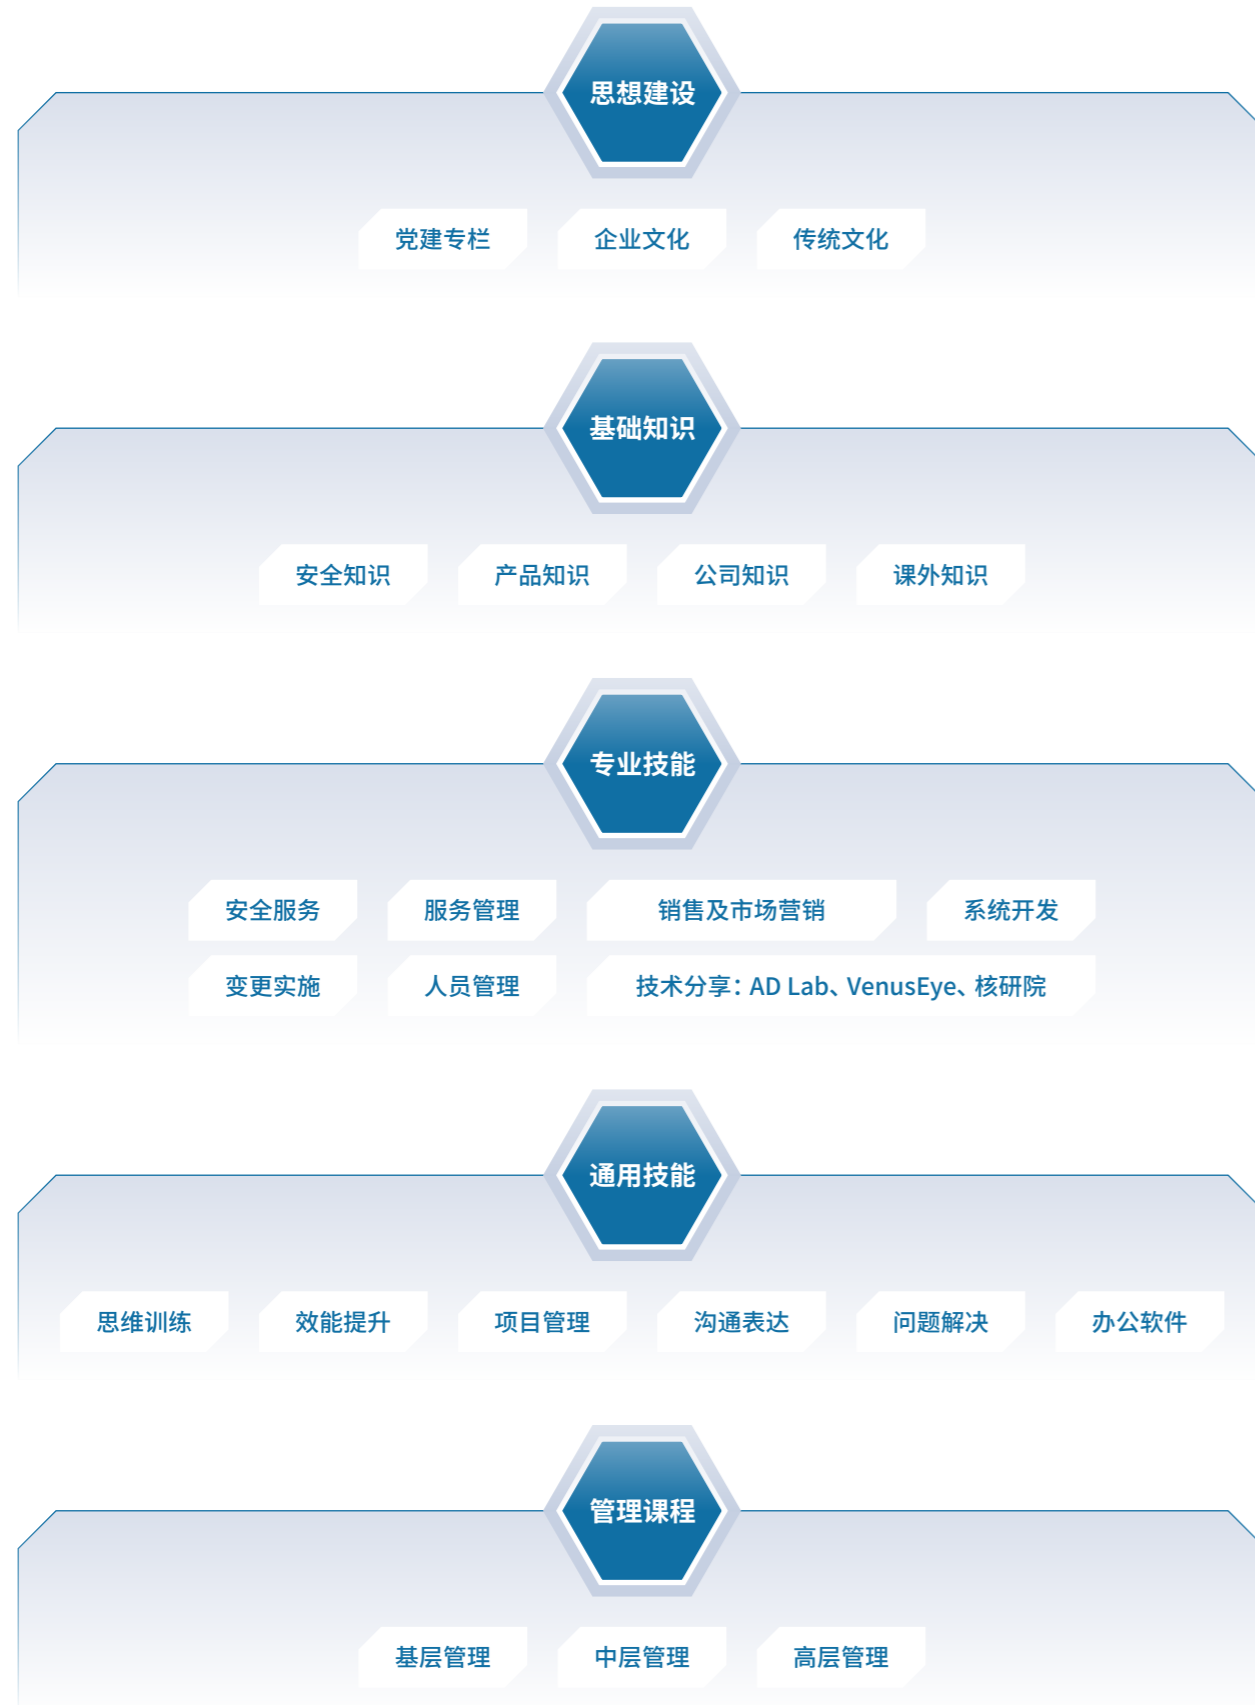 思想建设
党建专栏 企业文化 传统文化
基础知识
安全知识 产品知识 公司知识 课外知识
专业技能
安全服务 服务管理 销售及市场营销 系统开发
变更实施 人员管理 技术分享：AD Lab、VenusEye、核研院
通用技能
思维训练 效能提升 项目管理 沟通表达 问题解决 办公软件
管理课程
基层管理 中层管理 高层管理